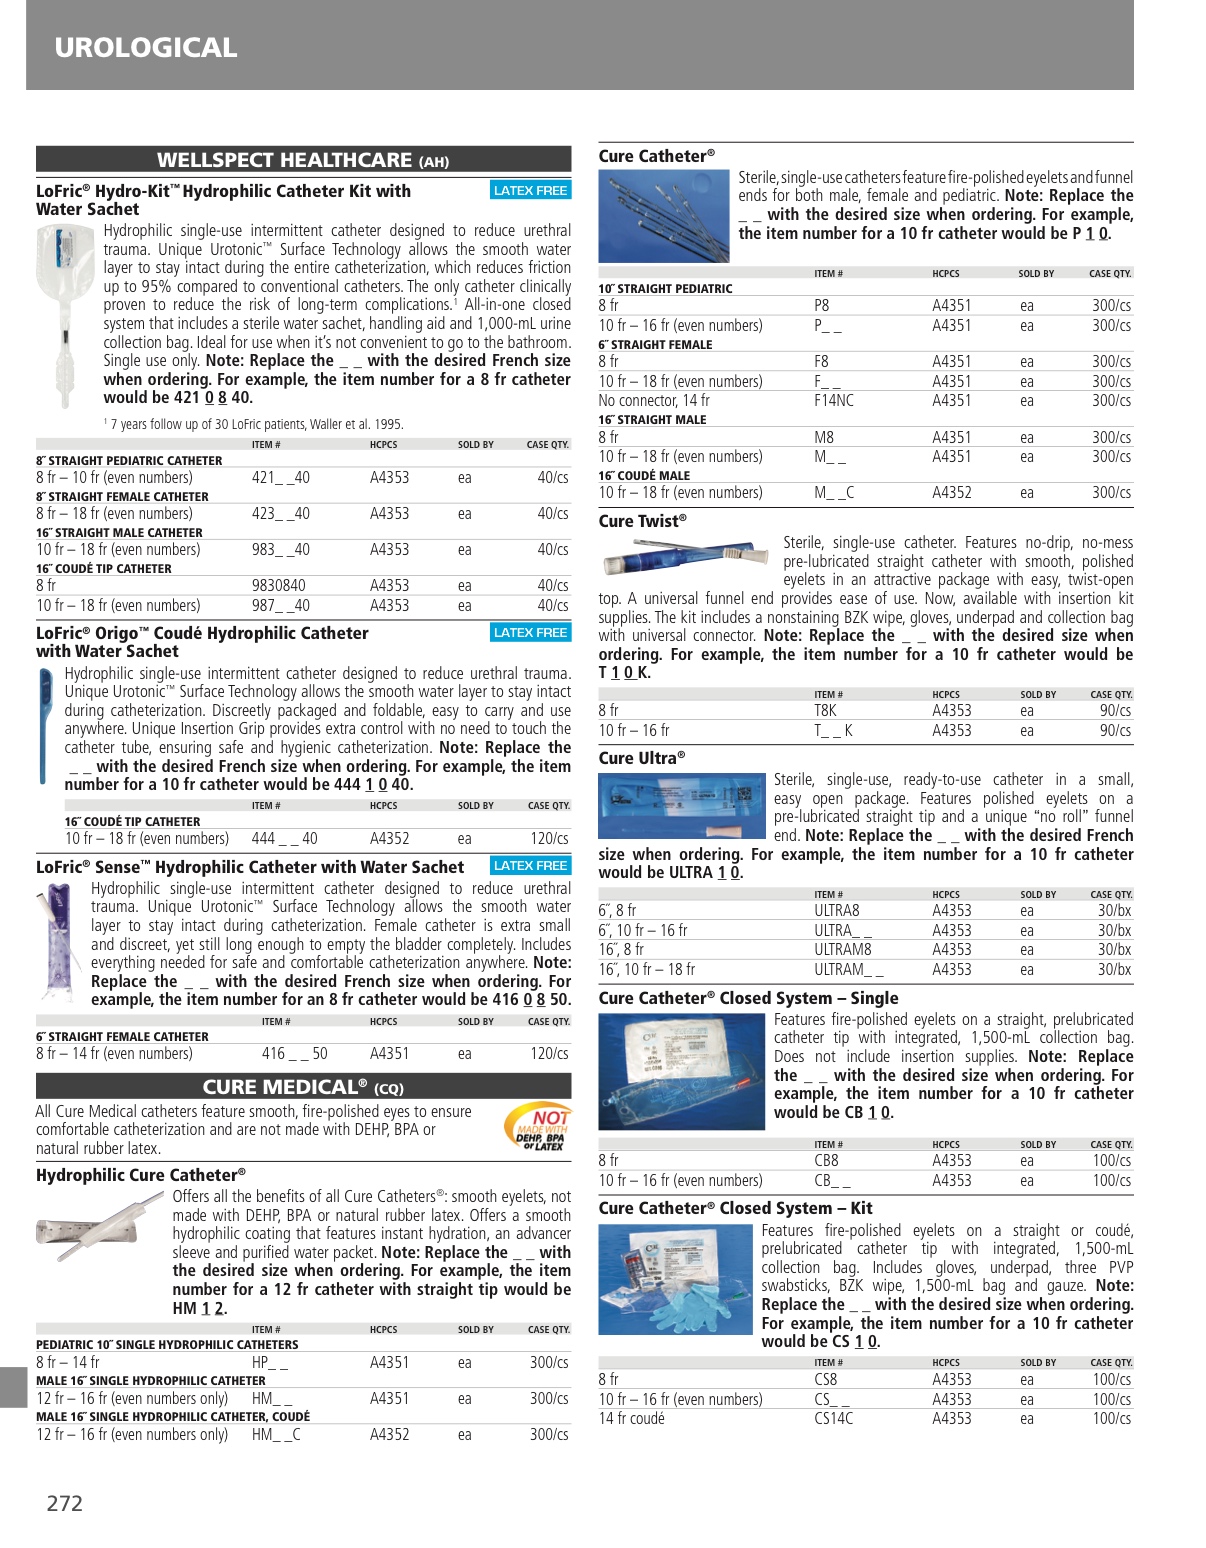 UROLOGICAL
WELLSPECT HEALTHCARE (AH)
LoFric® Hydro-Kit™ Hydrophilic Catheter Kit with
Water Sachet
LATEX FREE
Hydrophilic single-use intermittent catheter designed to reduce urethral
trauma. Unique Urotonic™ Surface Technology allows the smooth water
layer to stay intact during the entire catheterization, which reduces friction
up to 95% compared to conventional catheters. The only catheter clinically
proven to reduce the risk of long-term complications.¹ All-in-one closed
system that includes a sterile water sachet, handling aid and 1,000-mL urine
collection bag. Ideal for use when it's not convenient to go to the bathroom.
Single use only. Note: Replace the _ _ with the desired French size
when ordering. For example, the item number for a 8 fr catheter
would be 421 0 8 40.
¹ 7 years follow up of 30 LoFric patients, Waller et al. 1995.
ITEM # HCPCS SOLD BY CASE QTY.
8˝ STRAIGHT PEDIATRIC CATHETER
8 fr – 10 fr (even numbers) 421_ _40 A4353 ea 40/cs
8˝ STRAIGHT FEMALE CATHETER
8 fr – 18 fr (even numbers) 423_ _40 A4353 ea 40/cs
16˝ STRAIGHT MALE CATHETER
10 fr – 18 fr (even numbers) 983_ _40 A4353 ea 40/cs
16˝ COUDÉ TIP CATHETER
8 fr 9830840 A4353 ea 40/cs
10 fr – 18 fr (even numbers) 987_ _40 A4353 ea 40/cs
LoFric® Origo™ Coudé Hydrophilic Catheter
with Water Sachet
LATEX FREE
Hydrophilic single-use intermittent catheter designed to reduce urethral trauma.
Unique Urotonic™ Surface Technology allows the smooth water layer to stay intact
during catheterization. Discreetly packaged and foldable, easy to carry and use
anywhere. Unique Insertion Grip provides extra control with no need to touch the
catheter tube, ensuring safe and hygienic catheterization. Note: Replace the
_ _ with the desired French size when ordering. For example, the item
number for a 10 fr catheter would be 444 1 0 40.
ITEM # HCPCS SOLD BY CASE QTY.
16˝ COUDÉ TIP CATHETER
10 fr – 18 fr (even numbers) 444 _ _ 40 A4352 ea 120/cs
LoFric® Sense™ Hydrophilic Catheter with Water Sachet
LATEX FREE
Hydrophilic single-use intermittent catheter designed to reduce urethral
trauma. Unique Urotonic™ Surface Technology allows the smooth water
layer to stay intact during catheterization. Female catheter is extra small
and discreet, yet still long enough to empty the bladder completely. Includes
everything needed for safe and comfortable catheterization anywhere. Note:
Replace the _ _ with the desired French size when ordering. For
example, the item number for an 8 fr catheter would be 416 0 8 50.
ITEM # HCPCS SOLD BY CASE QTY.
6˝ STRAIGHT FEMALE CATHETER
8 fr – 14 fr (even numbers) 416 _ _ 50 A4351 ea 120/cs
CURE MEDICAL® (CQ)
All Cure Medical catheters feature smooth, fire-polished eyes to ensure
comfortable catheterization and are not made with DEHP, BPA or
natural rubber latex.
NOT
MADE WITH
DEHP, BPA
or LATEX
Hydrophilic Cure Catheter®
Offers all the benefits of all Cure Catheters®: smooth eyelets, not
made with DEHP, BPA or natural rubber latex. Offers a smooth
hydrophilic coating that features instant hydration, an advancer
sleeve and purified water packet. Note: Replace the _ _ with
the desired size when ordering. For example, the item
number for a 12 fr catheter with straight tip would be
HM 1 2.
ITEM # HCPCS SOLD BY CASE QTY.
PEDIATRIC 10˝ SINGLE HYDROPHILIC CATHETERS
8 fr – 14 fr HP_ _ A4351 ea 300/cs
MALE 16˝ SINGLE HYDROPHILIC CATHETER
12 fr – 16 fr (even numbers only) HM_ _ A4351 ea 300/cs
MALE 16˝ SINGLE HYDROPHILIC CATHETER, COUDÉ
12 fr – 16 fr (even numbers only) HM_ _C A4352 ea 300/cs
Cure Catheter®
Sterile, single-use catheters feature fire-polished eyelets and funnel
ends for both male, female and pediatric. Note: Replace the
_ _ with the desired size when ordering. For example,
the item number for a 10 fr catheter would be P 1 0.
ITEM # HCPCS SOLD BY CASE QTY.
10˝ STRAIGHT PEDIATRIC
8 fr P8 A4351 ea 300/cs
10 fr – 16 fr (even numbers) P_ _ A4351 ea 300/cs
6˝ STRAIGHT FEMALE
8 fr F8 A4351 ea 300/cs
10 fr – 18 fr (even numbers) F_ _ A4351 ea 300/cs
No connector, 14 fr F14NC A4351 ea 300/cs
16˝ STRAIGHT MALE
8 fr M8 A4351 ea 300/cs
10 fr – 18 fr (even numbers) M_ _ A4351 ea 300/cs
16˝ COUDÉ MALE
10 fr – 18 fr (even numbers) M_ _C A4352 ea 300/cs
Cure Twist®
Sterile, single-use catheter. Features no-drip, no-mess
pre-lubricated straight catheter with smooth, polished
eyelets in an attractive package with easy, twist-open
top. A universal funnel end provides ease of use. Now, available with insertion kit
supplies. The kit includes a nonstaining BZK wipe, gloves, underpad and collection bag
with universal connector. Note: Replace the _ _ with the desired size when
ordering. For example, the item number for a 10 fr catheter would be
T 1 0 K.
ITEM # HCPCS SOLD BY CASE QTY.
8 fr T8K A4353 ea 90/cs
10 fr – 16 fr T_ _ K A4353 ea 90/cs
Cure Ultra®
Sterile, single-use, ready-to-use catheter in a small,
easy open package. Features polished eyelets on a
pre-lubricated straight tip and a unique “no roll” funnel
end. Note: Replace the _ _ with the desired French
size when ordering. For example, the item number for a 10 fr catheter
would be ULTRA 1 0.
ITEM # HCPCS SOLD BY CASE QTY.
6˝, 8 fr ULTRA8 A4353 ea 30/bx
6˝, 10 fr – 16 fr ULTRA_ _ A4353 ea 30/bx
16˝, 8 fr ULTRAM8 A4353 ea 30/bx
16˝, 10 fr – 18 fr ULTRAM_ _ A4353 ea 30/bx
Cure Catheter® Closed System – Single
Features fire-polished eyelets on a straight, prelubricated
catheter tip with integrated, 1,500-mL collection bag.
Does not include insertion supplies. Note: Replace
the _ _ with the desired size when ordering. For
example, the item number for a 10 fr catheter
would be CB 1 0.
ITEM # HCPCS SOLD BY CASE QTY.
8 fr CB8 A4353 ea 100/cs
10 fr – 16 fr (even numbers) CB_ _ A4353 ea 100/cs
Cure Catheter® Closed System – Kit
Features fire-polished eyelets on a straight or coudé,
prelubricated catheter tip with integrated, 1,500-mL
collection bag. Includes gloves, underpad, three PVP
swabsticks, BZK wipe, 1,500-mL bag and gauze. Note:
Replace the _ _ with the desired size when ordering.
For example, the item number for a 10 fr catheter
would be CS 1 0.
ITEM # HCPCS SOLD BY CASE QTY.
8 fr CS8 A4353 ea 100/cs
10 fr – 16 fr (even numbers) CS_ _ A4353 ea 100/cs
14 fr coudé CS14C A4353 ea 100/cs
272